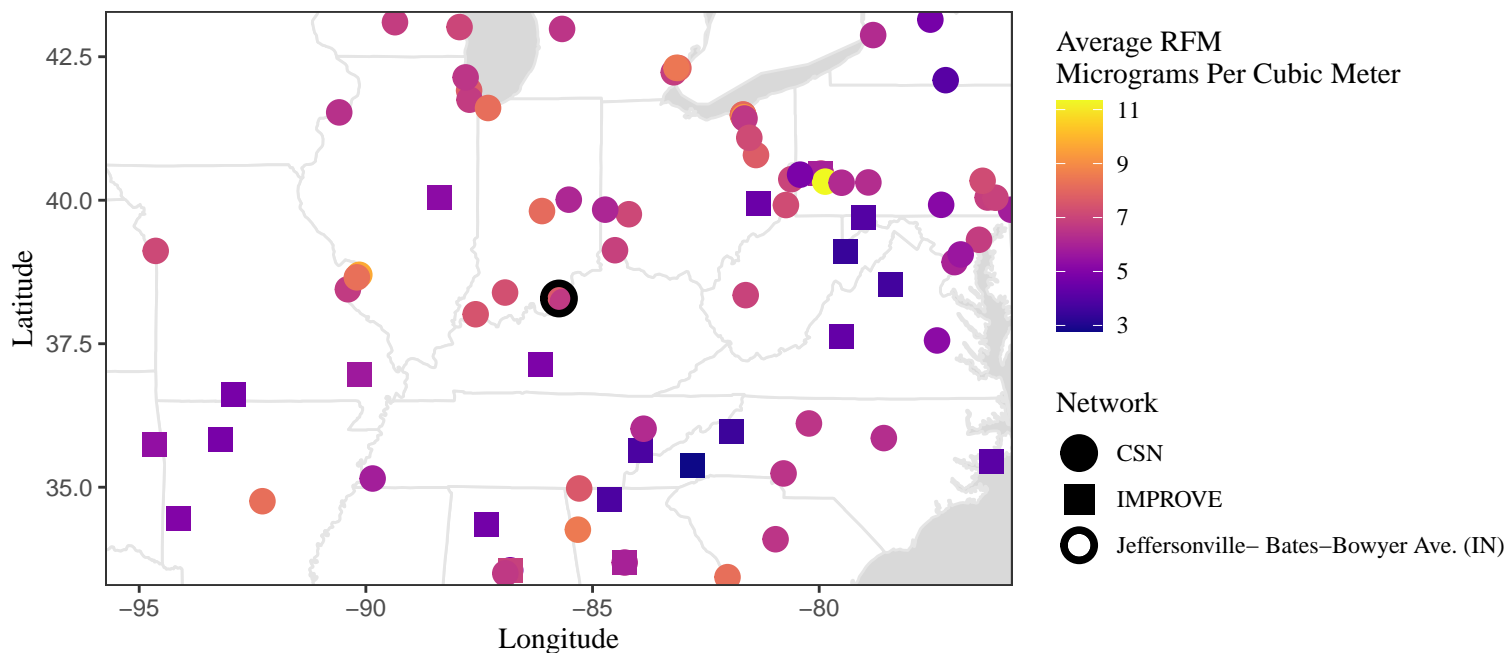 42.5
40.0
37.5
35.0
Latitude
−95
−90
−85
−80
Longitude
Average RFM
Micrograms Per Cubic Meter
11
9
7
5
3
Network
CSN
IMPROVE
Jeffersonville− Bates−Bowyer Ave. (IN)